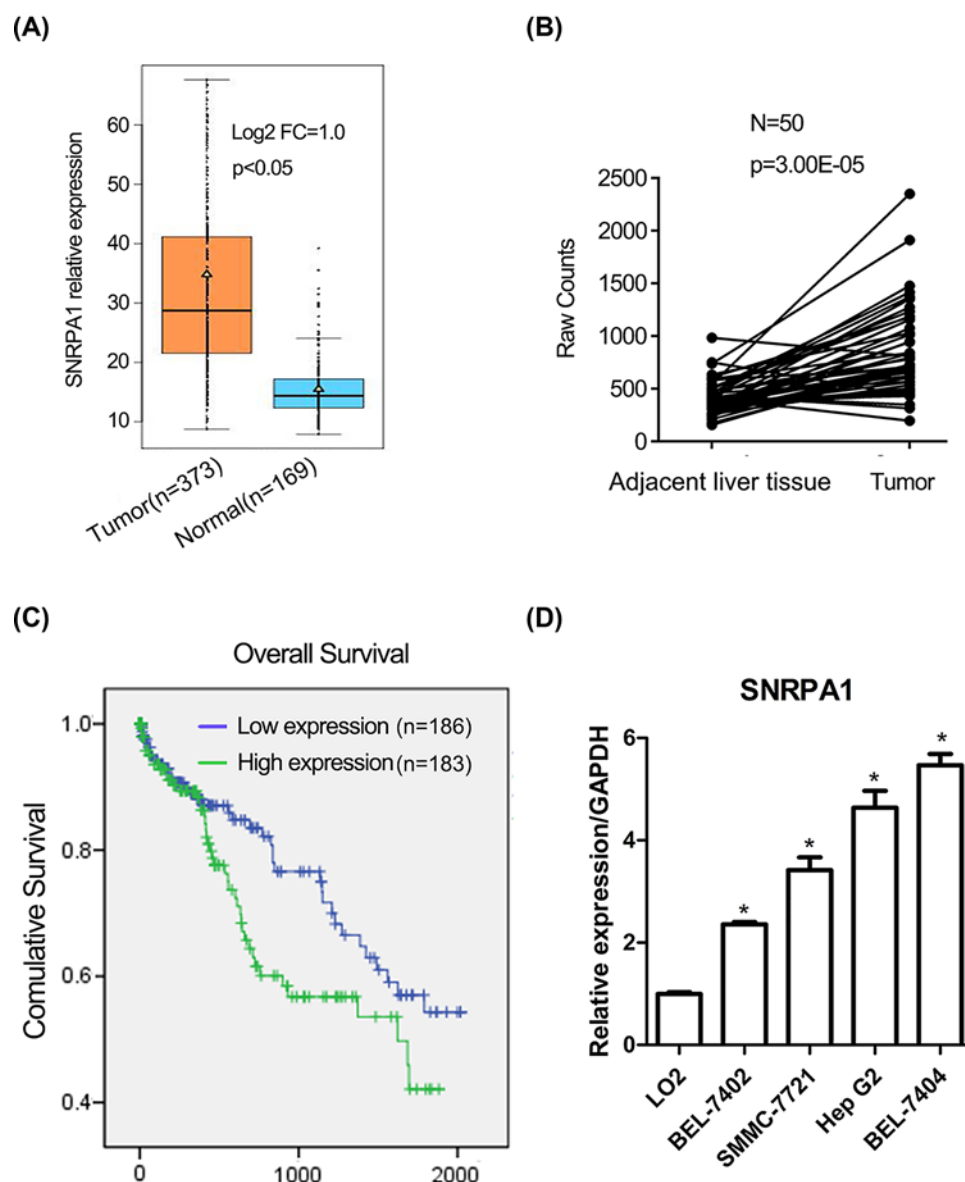 (A)
SNRPA1 relative expression
60
50
40
30
20
10
Log2 FC=1.0
p<0.05
Tumor(n=373)
Normal(n=169)
(B)
N=50
p=3.00E-05
Raw Counts
2500
2000
1500
1000
500
0
Adjacent liver tissue
Tumor
(C)
Overall Survival
Comulative Survival
1.0
0.8
0.6
0.4
Low expression (n=186)
High expression (n=183)
0
1000
2000
(D)
SNRPA1
Relative expression/GAPDH
6
4
2
0
*
*
*
*
LO2
BEL-7402
SMMC-7721
Hep G2
BEL-7404